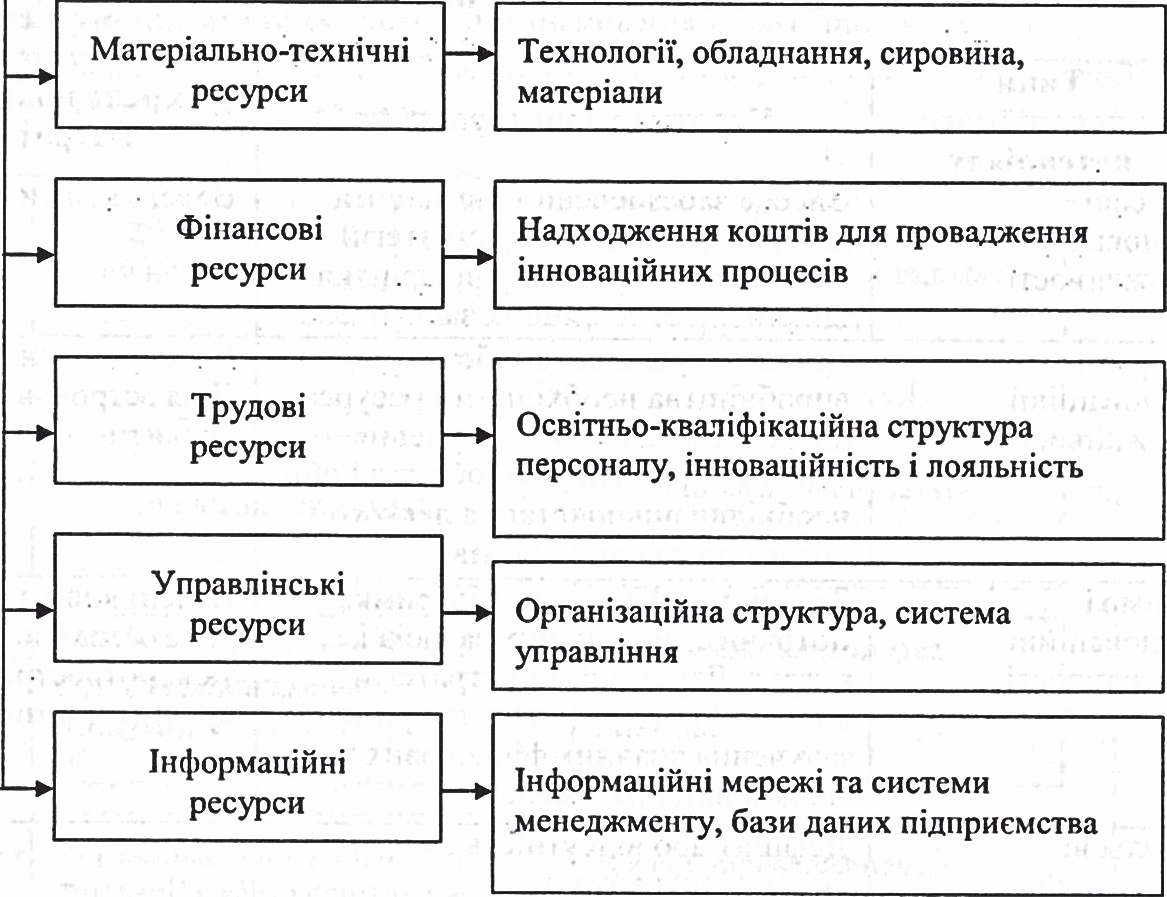 Матеріально-технічні
ресурси
Технології, обладнання, сировина,
матеріали
Фінансові
ресурси
Надходження коштів для провадження
інноваційних процесів
Трудові
ресурси
Освітньо-кваліфікаційна структура
персоналу, інноваційність і лояльність
Управлінські
ресурси
Організаційна структура, система
управління
Інформаційні
ресурси
Інформаційні мережі та системи
менеджменту, бази даних підприємства